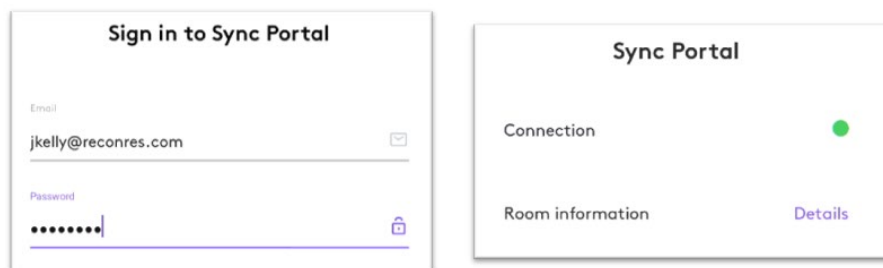 Sign in to Sync Portal
Email
jkelly@reconres.com
Password
••••••••
Sync Portal
Connection
Room information Details